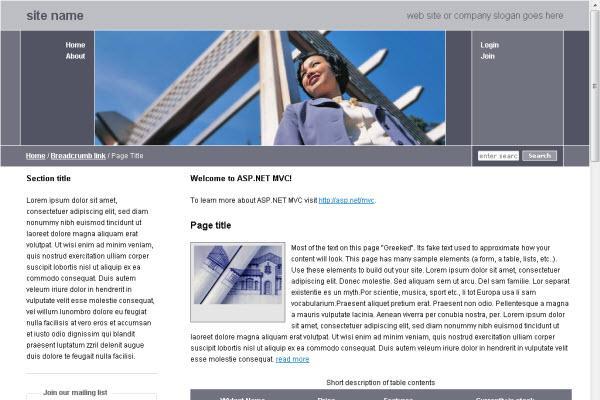 site name
web site or company slogan goes here
Home
About
Login
Join
Home / Breadcrumb link / Page Title
enter searc
Search
Section title
Lorem ipsum dolor sit amet,
consectetuer adipiscing elit, sed diam
nonummy nibh euismod tincidunt ut
laoreet dolore magna aliquam erat
volutpat. Ut wisi enim ad minim veniam,
quis nostrud exercitation ulliam corper
suscipit lobortis nisl ut aliquip ex ea
commodo consequat. Duis autem
veleum iriure dolor in hendrerit in
vulputate velit esse molestie consequat,
vel willum lunombro dolore eu feugiat
nulla facilisis at vero eros et accumsan
et iusto odio dignissim qui blandit
praesent luptatum zzril delenit augue
duis dolore te feugait nulla facilisi.
Join our mailing list
Welcome to ASP.NET MVC!
To learn more about ASP.NET MVC visit http://asp.net/mvc.
Page title
Most of the text on this page "Greeked". Its fake text used to approximate how your
content will look. This page has many sample elements (a form, a table, lists, etc..).
Use these elements to build out your site. Lorem ipsum dolor sit amet, consectetuer
adipiscing elit. Donec molestie. Sed aliquam sem ut arcu. Del sam familie. Lor separat
existentie es un myth.Por scientie, musica, sport etc., li tot Europa usa li sam
vocabularium.Praesent aliquet pretium erat. Praesent non odio. Pellentesque a magna
a mauris vulputate lacinia. Aenean viverra per conubia nostra, per. Lorem ipsum dolor
sit amet, consectetuer adipiscing elit, sed diam nonummy nibh euismod tincidunt ut
laoreet dolore magna aliquam erat volutpat. Ut wisi enim ad minim veniam, quis nostrud exercitation ulliam corper
suscipit lobortis nisl ut aliquip ex ea commodo consequat. Duis autem veleum iriure dolor in hendrerit in vulputate velit
esse molestie consequat. read more
Short description of table contents
Widget Name Price Features Currently in stock